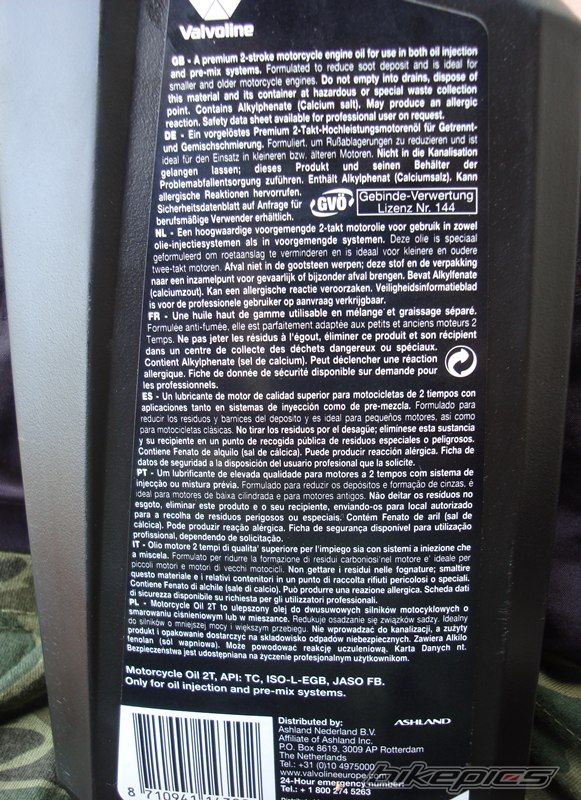 Valvoline
GB - A premium 2-stroke motorcycle engine oil for use in both oil injection
and pre-mix systems. Formulated to reduce soot deposit and is ideal for
smaller and older motorcycle engines. Do not empty into drains, dispose of
this material and its container at hazardous or special waste collection
point. Contains Alkylphenate (Calcium salt). May produce an allergic
reaction. Safety data sheet available for professional user on request.
DE - Ein vorgelöstes Premium 2-Takt-Hochleistungsmotorenöl für Getrennt-
und Gemischschmierung. Formuliert, um Rußablagerungen zu reduzieren und ist
ideal für den Einsatz in kleineren bzw. älteren Motoren. Nicht in die Kanalisation
gelangen lassen; dieses Produkt und seinen Behälter der
Problemabfallentsorgung zuführen. Enthält Alkylphenat (Calciumsalz). Kann
allergische Reaktionen hervorrufen.
Sicherheitsdatenblatt auf Anfrage für
berufsmäßige Verwender erhältlich.
GVÖ
Gebinde-Verwertung
Lizenz Nr. 144
NL - Een hoogwaardige voorgemengde 2-takt motorolie voor gebruik in zowel
olie-injectiesystemen als in voorgemengde systemen. Deze olie is speciaal
geformuleerd om roetaanslag te verminderen en is ideaal voor kleinere en oudere
twee-takt motoren. Afval niet in de gootsteen werpen; deze stof en de verpakking
naar een inzamelpunt voor gevaarlijk of bijzonder afval brengen. Bevat Alkylfenate
(calciumzout). Kan een allergische reactie veroorzaken. Veiligheidsinformatieblad
is voor de professionele gebruiker op aanvraag verkrijgbaar.
FR - Une huile haut de gamme utilisable en mélange et graissage séparé.
Formulée anti-fumée, elle est parfaitement adaptée aux petits et anciens moteurs 2
Temps. Ne pas jeter les résidus à l'égout, éliminer ce produit et son récipient
dans un centre de collecte des déchets dangereux ou spéciaux.
Contient Alkylphenate (sel de calcium). Peut déclencher une réaction
allergique. Fiche de donnée de sécurité disponible sur demande pour
les professionnels.
ES - Un lubricante de motor de calidad superior para motocicletas de 2 tiempos con
aplicaciones tanto en sistemas de inyección como de pre-mezcla. Formulado para
reducir los residuos y barnices del deposito y es ideal para pequeños motores, así como
para motocicletas clásicas. No tirar los residuos por el desagüe; elimínese esta sustancia
y su recipiente en un punto de recogida pública de residuos especiales o peligrosos.
Contiene Fenato de alquilo (sal de cálcica). Puede producir reacción alérgica. Ficha de
datos de seguridad a la disposición del usuario profesional que la solicite.
PT - Um lubrificante de elevada qualidade para motores a 2 tempos com sistema de
injecção ou mistura prévia. Formulado para reduzir os depósitos e formação de cinzas, é
ideal para motores de baixa cilindrada e para motores antigos. Não deitar os residuos no
esgoto, eliminar este produto e o seu recipiente, enviando-os para local autorizado
para a recolha de residuos perigosos ou especiais. Contém Fenato de aril (sal de
cálcica). Pode produzir reação alérgica. Ficha de segurança disponivel para utilização
profissional, dependendo de solicitação.
IT - Olio motore 2 tempi di qualita' superiore per l'impiego sia con sistemi a iniezione che
a miscela. Formulato per ridurre la formazione di residui carboniosi nel motore e' ideale per
piccoli motori e motori di vecchi motocicli. Non gettare i residui nelle fognature; smaltire
questo materiale e i relativi contenitori in un punto di raccolta rifiuti pericolosi o speciali.
Contiene Fenato di alchile (sale di calcio). Può produrre una reazione allergica. Scheda dati
di sicurezza disponibile su richiesta per gli utilizzatori professionali.
PL - Motorcycle Oil 2T to ulepszony olej do dwusuwowych silników motocyklowych o
smarowaniu ciśnieniowym lub w mieszance. Redukuje osadzanie się związków sadzy. Idealny
do silników o mniejszej mocy i większym przebiegu. Nie wprowadzać do kanalizacji, a zużyty
produkt i opakowanie dostarczyć na składowisko odpadów niebezpiecznych. Zawiera Alkilo
fenolan (sól wapniowa). Może powodować reakcję uczuleniową. Karta Danych nt.
Bezpieczeństwa jest udostępniana na życzenie profesjonalnym użytkownikom.
Motorcycle Oil 2T, API: TC, ISO-L-EGB, JASO FB.
Only for oil injection and pre-mix systems.
Distributed by:
ASHLAND
Ashland Nederland B.V.
Affiliate of Ashland Inc.
P.O. Box 8619, 3009 AP Rotterdam
The Netherlands
Tel.: +31(0)10 4975000
www.valvolineeurope.com
24-Hour emergency number:
Tel.: + 1 800 274 5263
8 710941
bikepics